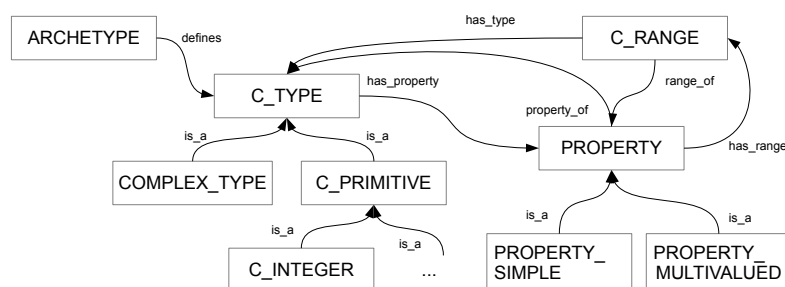 has_type
ARCHETYPE
C_RANGE
defines
C_TYPE
has_property
range_of
property_of
is_a
is_a
PROPERTY
has_range
COMPLEX_TYPE
C_PRIMITIVE
is_a
is_a
is_a
is_a
C_INTEGER
...
PROPERTY_
SIMPLE
PROPERTY_
MULTIVALUED